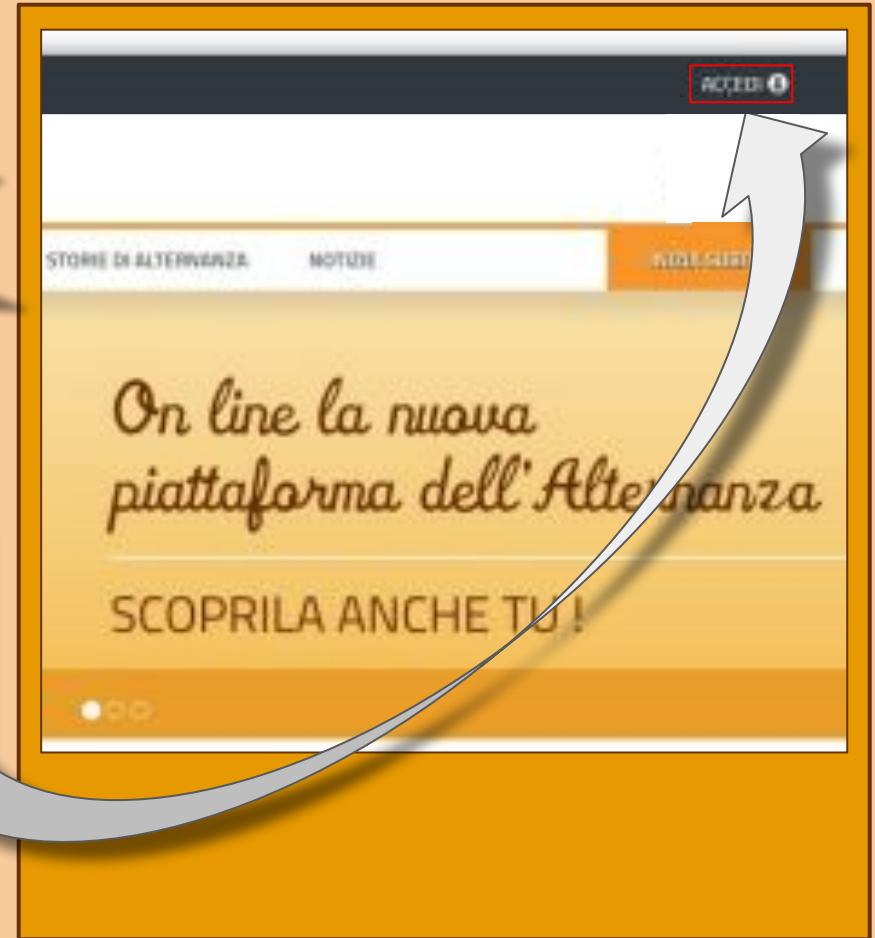 ACCEDI
STORIE DI ALTERNANZA NOTIZIE
On line la nuova
piattaforma dell'Alternanza
SCOPRILA ANCHE TU !